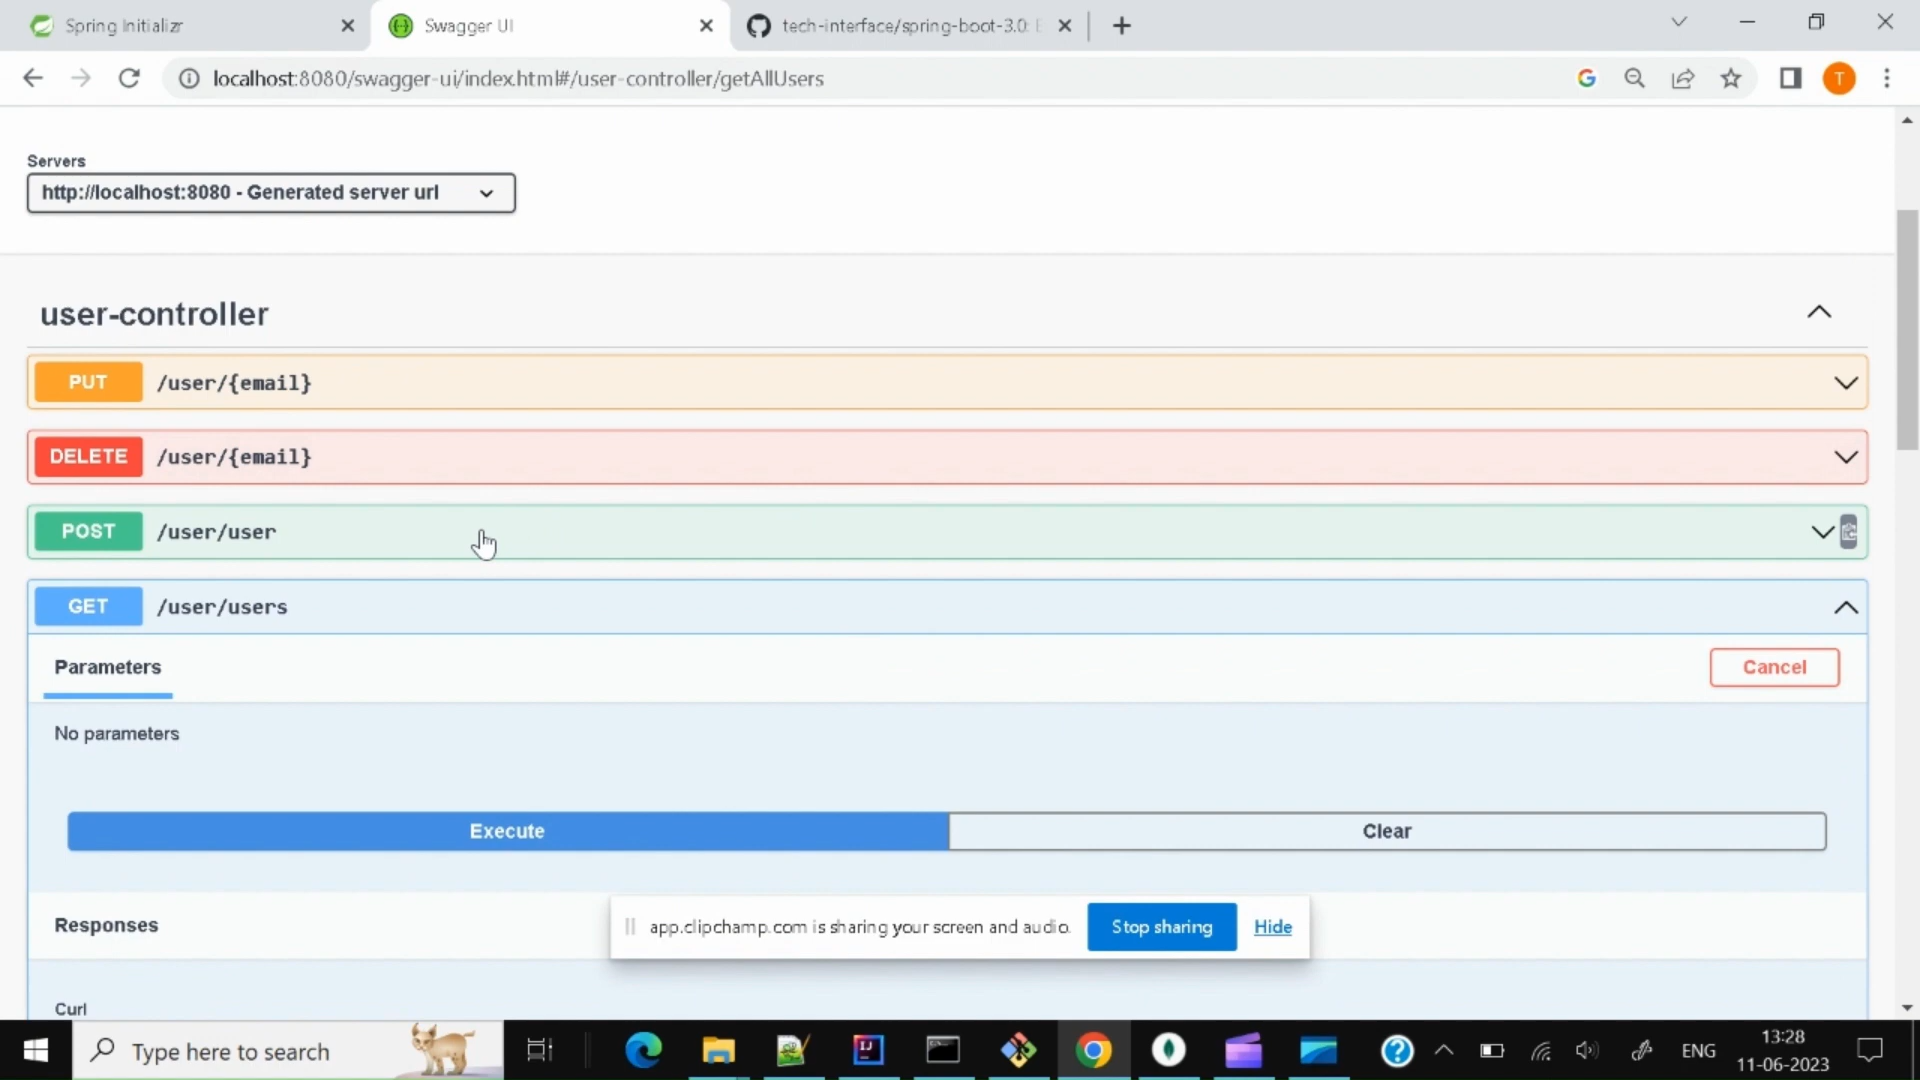 Spring Initializr
Swagger UI
tech-interface/spring-boot-3.0: E
localhost:8080/swagger-ui/index.html#/user-controller/getAllUsers
T
Servers
http://localhost:8080 - Generated server url
user-controller
PUT /user/{email}
DELETE /user/{email}
POST /user/user
GET /user/users
Parameters
Cancel
No parameters
Execute
Clear
Responses
app.clipchamp.com is sharing your screen and audio.
Stop sharing
Hide
Curl
Type here to search
ENG
13:28
11-06-2023